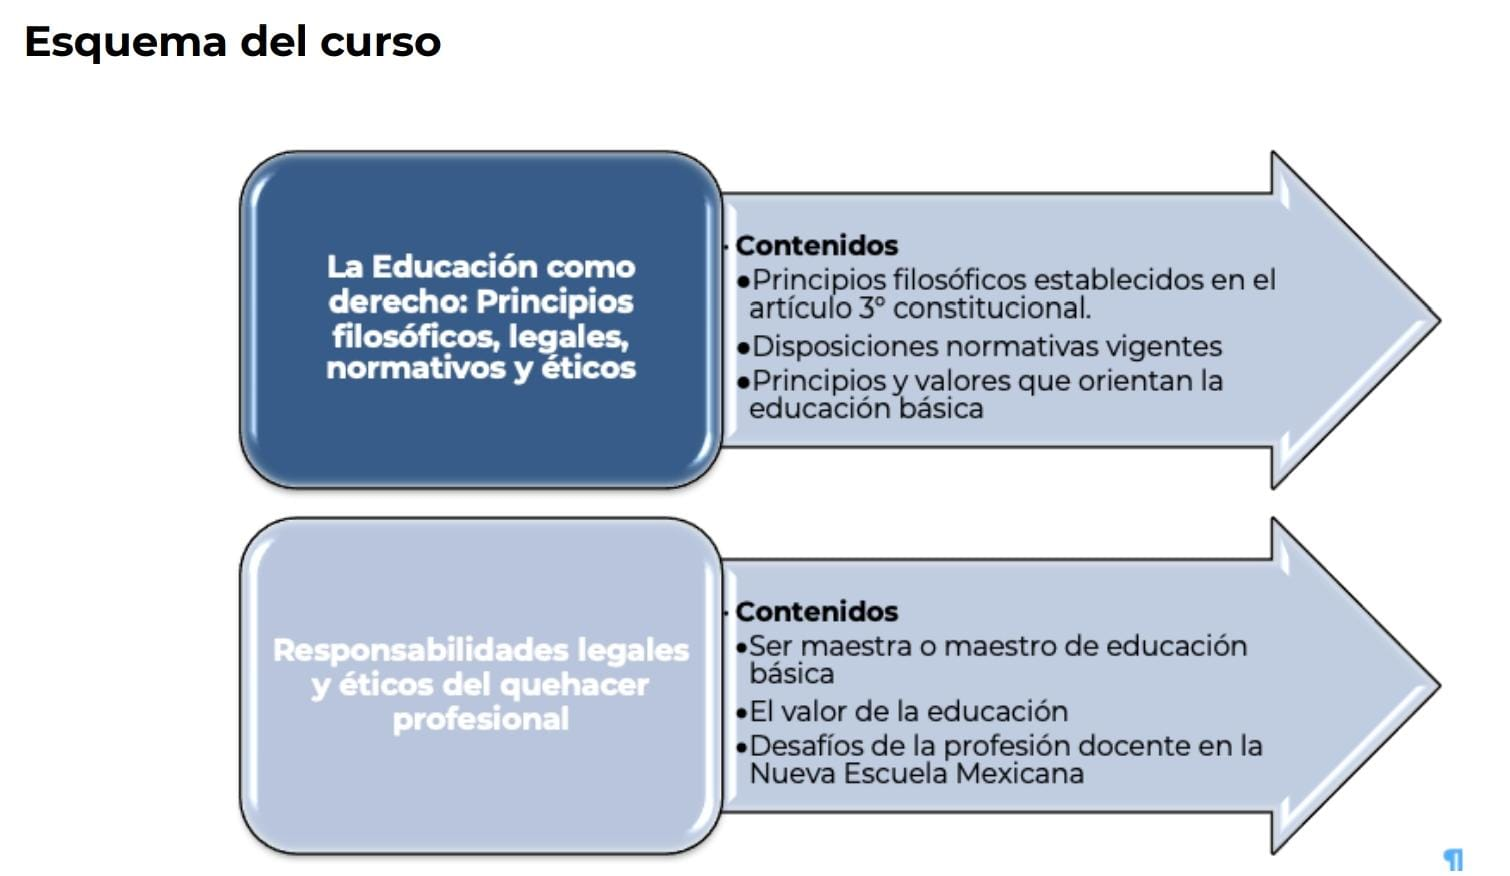 Esquema del curso
La Educación como
derecho: Principios
filosóficos, legales,
normativos y éticos
· Contenidos
•Principios filosóficos establecidos en el
artículo 3° constitucional.
•Disposiciones normativas vigentes
•Principios y valores que orientan la
educación básica
Responsabilidades legales
y éticos del quehacer
profesional
· Contenidos
•Ser maestra o maestro de educación
básica
•El valor de la educación
•Desafíos de la profesión docente en la
Nueva Escuela Mexicana
¶